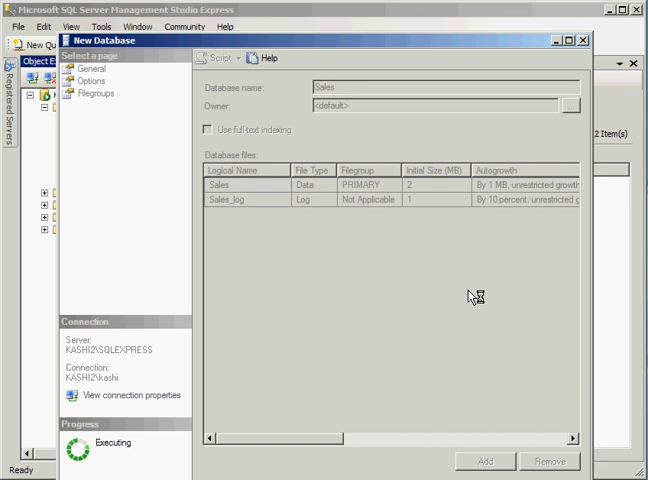 Microsoft SQL Server Management Studio Express
File Edit View Tools Window Community Help
New Qu
Registered Servers
Object Ex
2 Item(s)
Ready
New Database
Select a page
General
Options
Filegroups
Script
Help
Database name:
Sales
Owner:
<default>
...
Use full-text indexing
Database files:
Logical Name File Type Filegroup Initial Size (MB) Autogrowth
Sales Data PRIMARY 2 By 1 MB, unrestricted growth
Sales_log Log Not Applicable 1 By 10 percent, unrestricted g
Connection
Server:
KASHI2\SQLEXPRESS
Connection:
KASHI2\kashi
View connection properties
Progress
Executing
Add
Remove